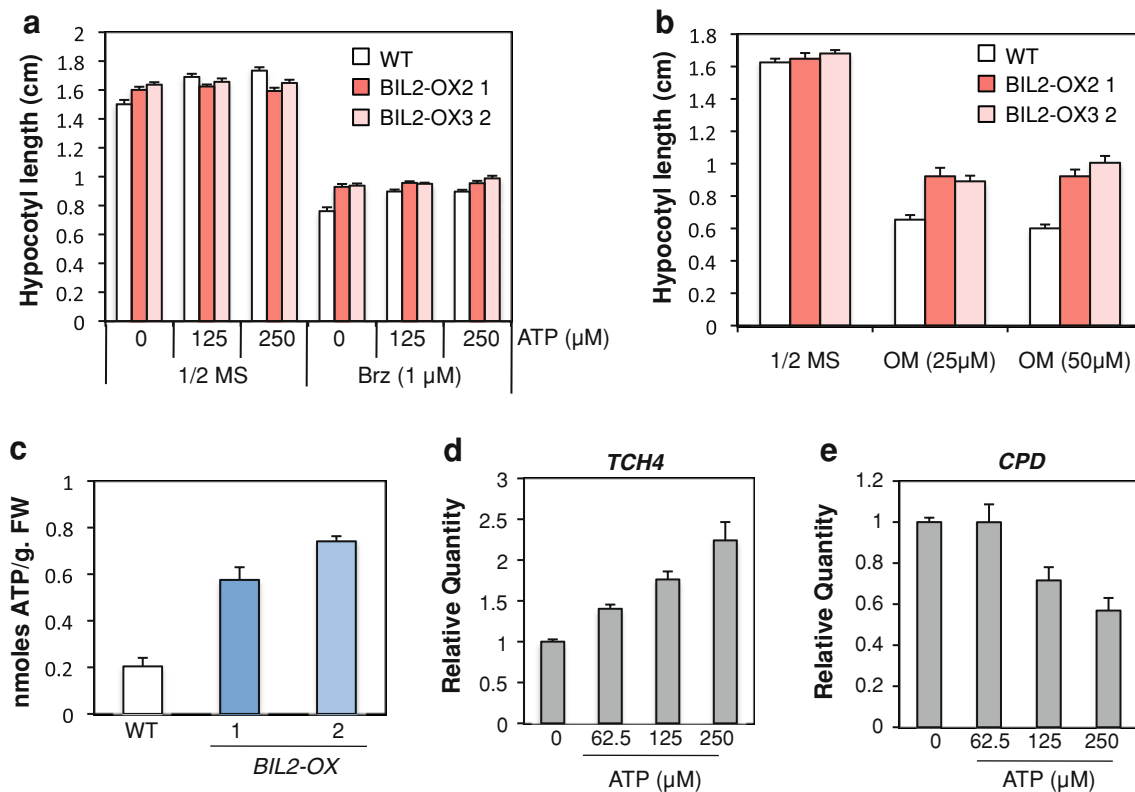 a
Hypocotyl length (cm)
2
1.8
1.6
1.4
1.2
1
0.8
0.6
0.4
0.2
0
WT
BIL2-OX2 1
BIL2-OX3 2
0 125 250 0 125 250 ATP (µM)
1/2 MS Brz (1 µM)
b
Hypocotyl length (cm)
1.8
1.6
1.4
1.2
1
0.8
0.6
0.4
0.2
0
WT
BIL2-OX2 1
BIL2-OX3 2
1/2 MS OM (25µM) OM (50µM)
c
nmoles ATP/g. FW
1
0.8
0.6
0.4
0.2
0
WT 1 2
BIL2-OX
d
TCH4
Relative Quantity
3
2.5
2
1.5
1
0.5
0
0 62.5 125 250
ATP (µM)
e
CPD
Relative Quantity
1.2
1
0.8
0.6
0.4
0.2
0
0 62.5 125 250
ATP (µM)